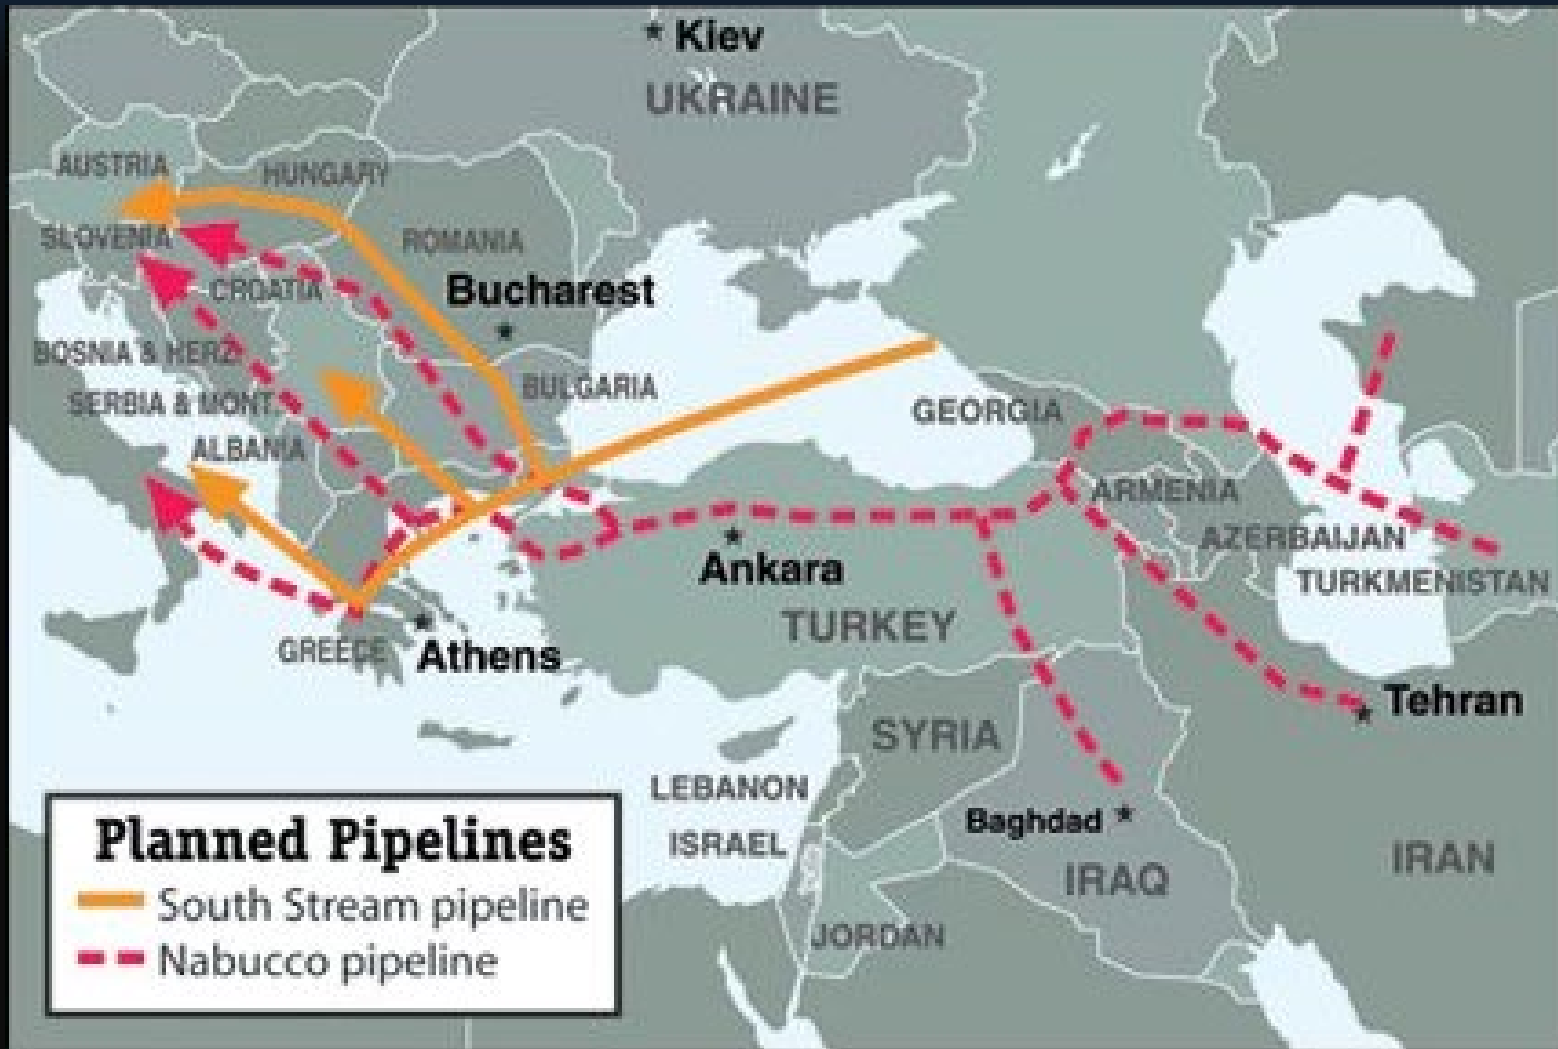 Kiev
UKRAINE
AUSTRIA
HUNGARY
SLOVENIA
ROMANIA
CROATIA
Bucharest
BOSNIA & HERZ.
BULGARIA
SERBIA & MONT.
GEORGIA
ALBANIA
ARMENIA
AZERBAIJAN
Ankara
TURKMENISTAN
TURKEY
GREECE
Athens
Tehran
SYRIA
LEBANON
Baghdad
ISRAEL
IRAN
IRAQ
JORDAN
Planned Pipelines
South Stream pipeline
Nabucco pipeline